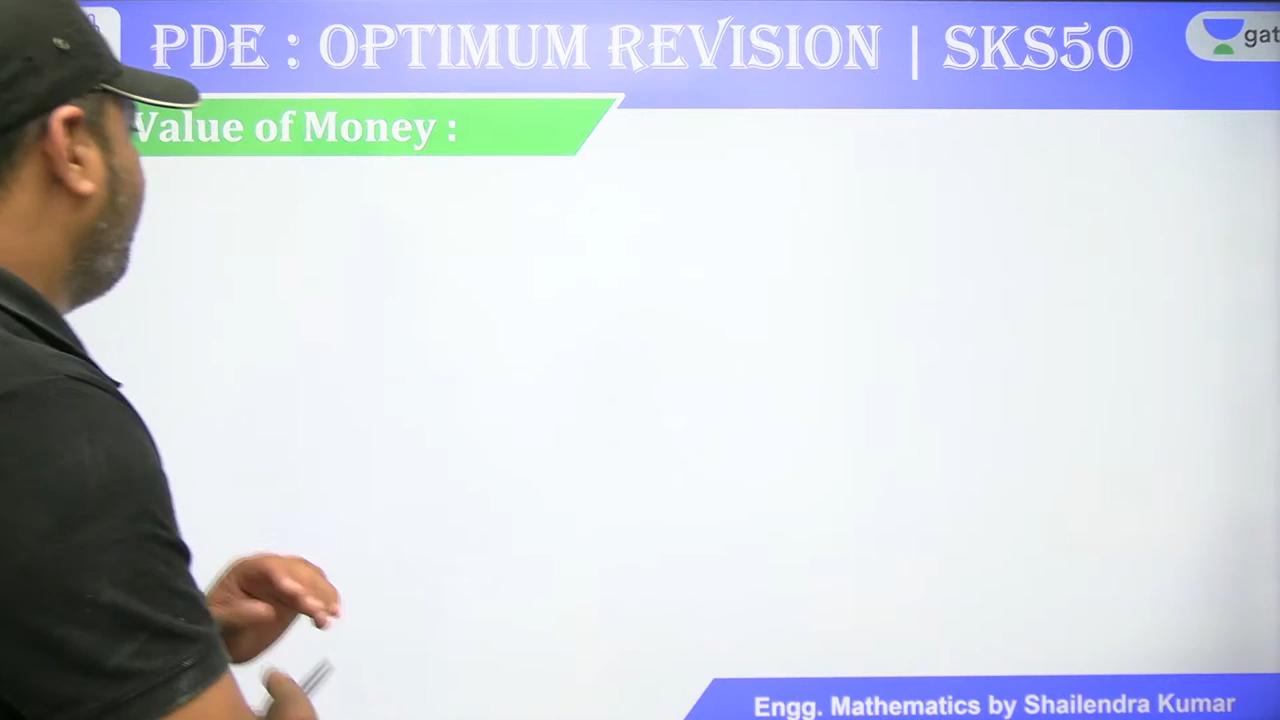 PDE : OPTIMUM REVISION | SKS50
Value of Money :
Engg. Mathematics by Shailendra Kumar